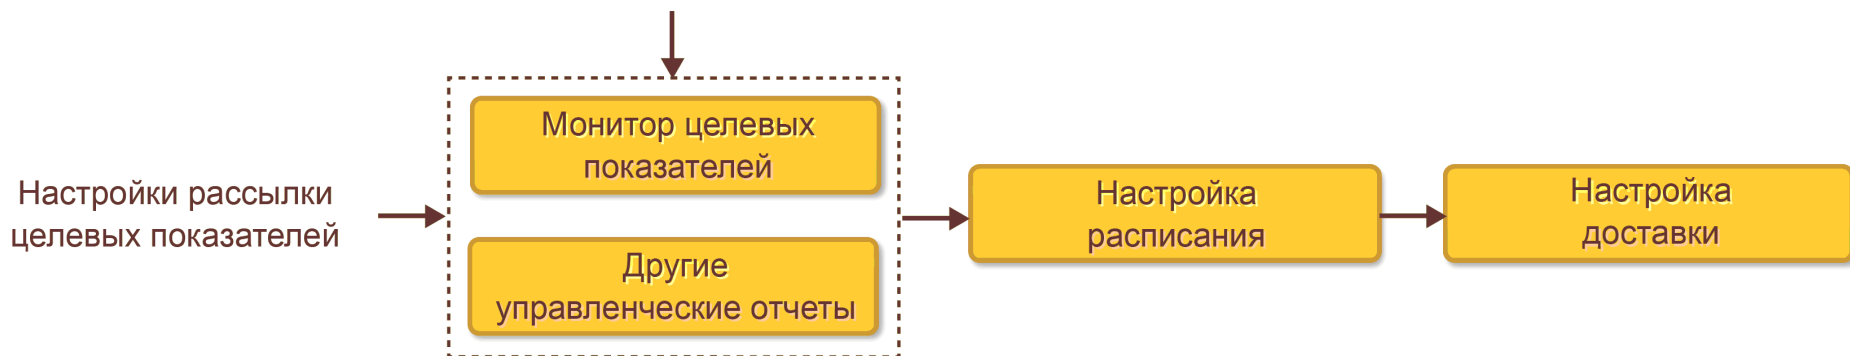 Настройки рассылки
целевых показателей
Монитор целевых
показателей
Другие
управленческие отчеты
Настройка
расписания
Настройка
доставки